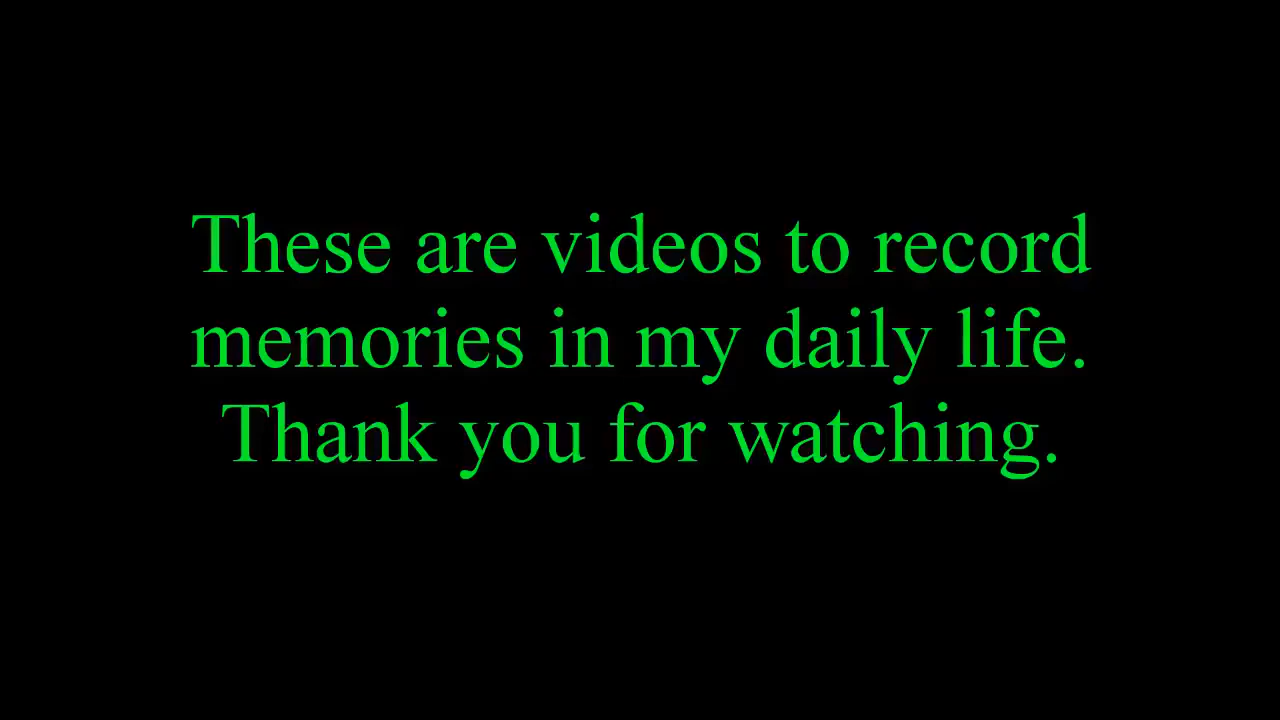 These are videos to record
memories in my daily life.
Thank you for watching.